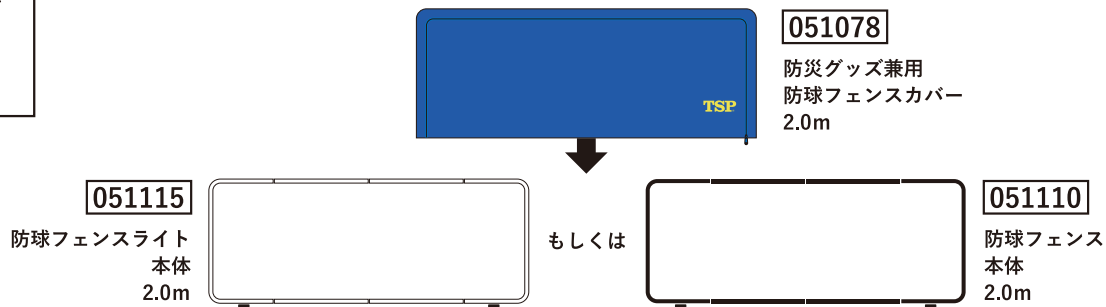 051078
防災グッズ兼用
防球フェンスカバー
2.0m
TSP
051115
防球フェンスライト
本体
2.0m
もしくは
051110
防球フェンス
本体
2.0m